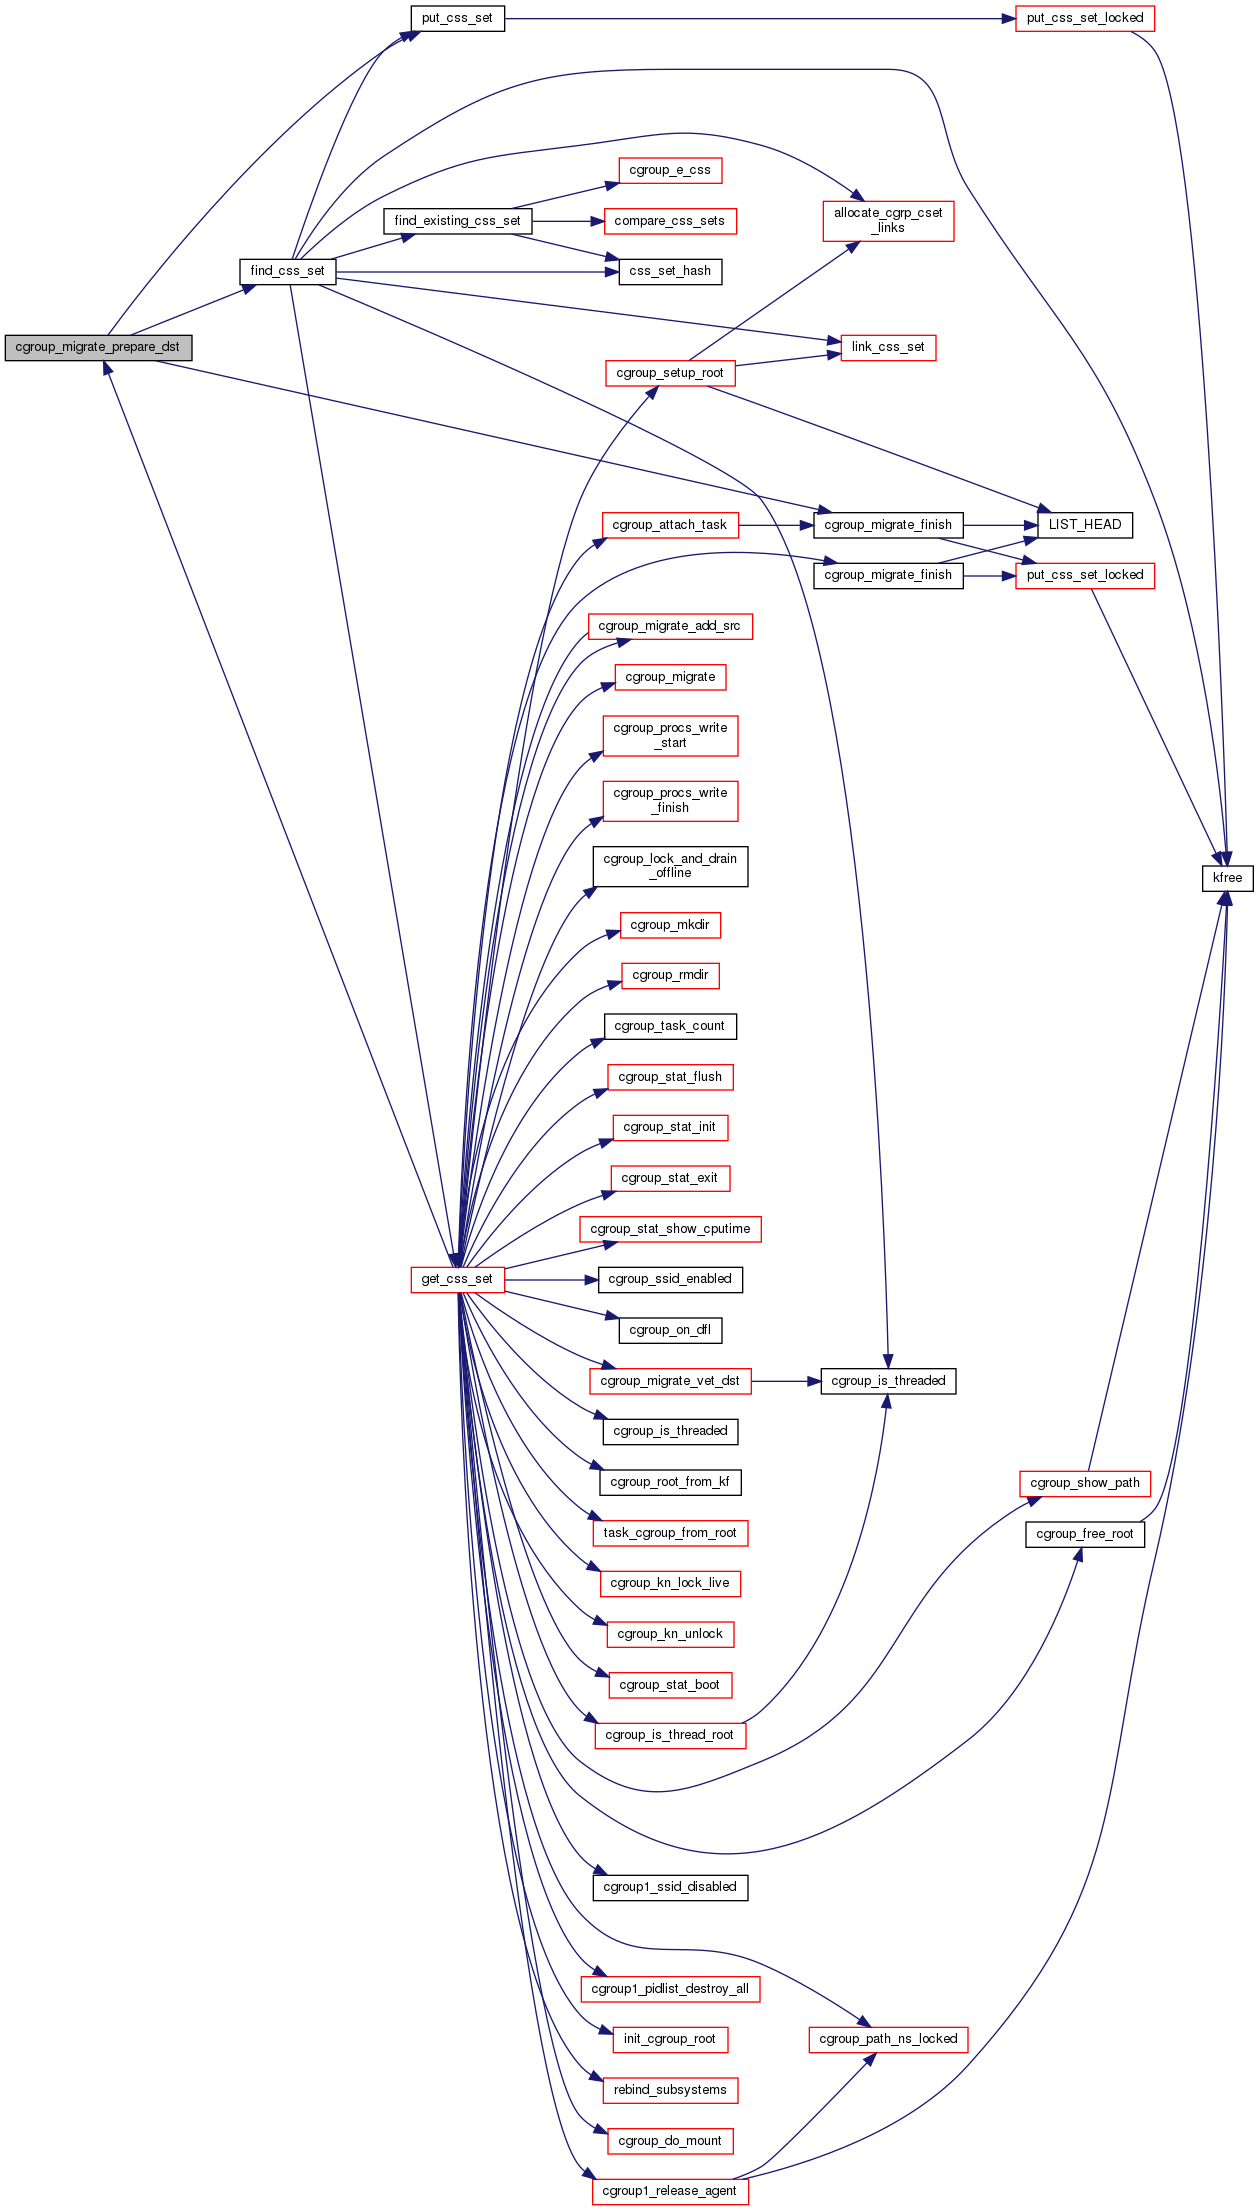 put_css_set
put_css_set_locked
cgroup_e_css
allocate_cgrp_cset
_links
find_existing_css_set
compare_css_sets
find_css_set
css_set_hash
cgroup_migrate_prepare_dst
link_css_set
cgroup_setup_root
cgroup_attach_task
cgroup_migrate_finish
LIST_HEAD
cgroup_migrate_finish
put_css_set_locked
cgroup_migrate_add_src
cgroup_migrate
cgroup_procs_write
_start
cgroup_procs_write
_finish
cgroup_lock_and_drain
_offline
kfree
cgroup_mkdir
cgroup_rmdir
cgroup_task_count
cgroup_stat_flush
cgroup_stat_init
cgroup_stat_exit
cgroup_stat_show_cputime
get_css_set
cgroup_ssid_enabled
cgroup_on_dfl
cgroup_migrate_vet_dst
cgroup_is_threaded
cgroup_is_threaded
cgroup_root_from_kf
cgroup_show_path
task_cgroup_from_root
cgroup_free_root
cgroup_kn_lock_live
cgroup_kn_unlock
cgroup_stat_boot
cgroup_is_thread_root
cgroup1_ssid_disabled
cgroup1_pidlist_destroy_all
init_cgroup_root
cgroup_path_ns_locked
rebind_subsystems
cgroup_do_mount
cgroup1_release_agent